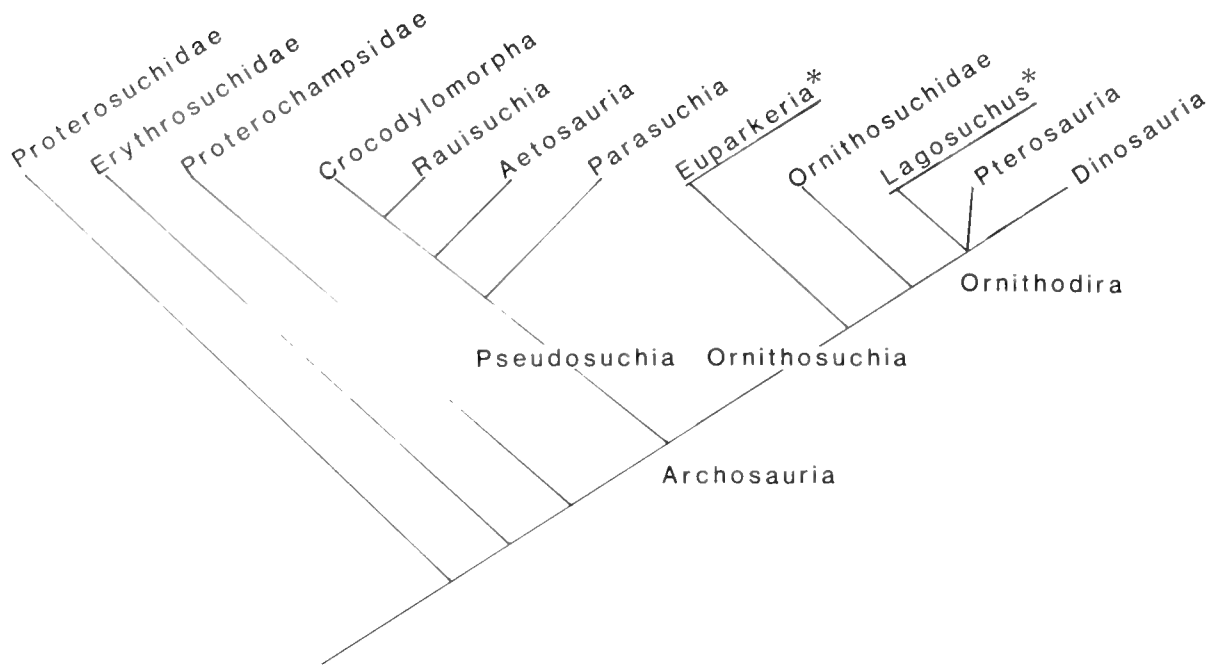 Proterosuchidae
Erythrosuchidae
Proterochampsidae
Crocodylomorpha
Rauisuchia
Aetosauria
Parasuchia
Euparkeria*
Ornithosuchidae
Lagosuchus*
Pterosauria
Dinosauria
Ornithodira
Pseudosuchia
Ornithosuchia
Archosauria